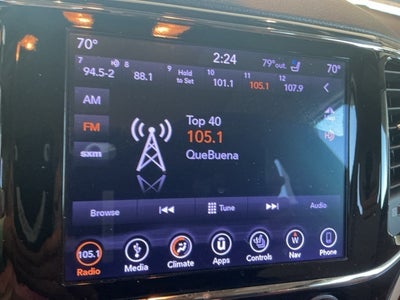 70° 2:24 79° out. 70°
7 8 9 10 11 12
94.5-2 88.1 Hold to Set 101.1 105.1 107.9
AM
FM
sxm
Top 40
105.1
QueBuena
Browse Tune Audio
105.1
Radio Media Climate Apps Controls Nav Phone